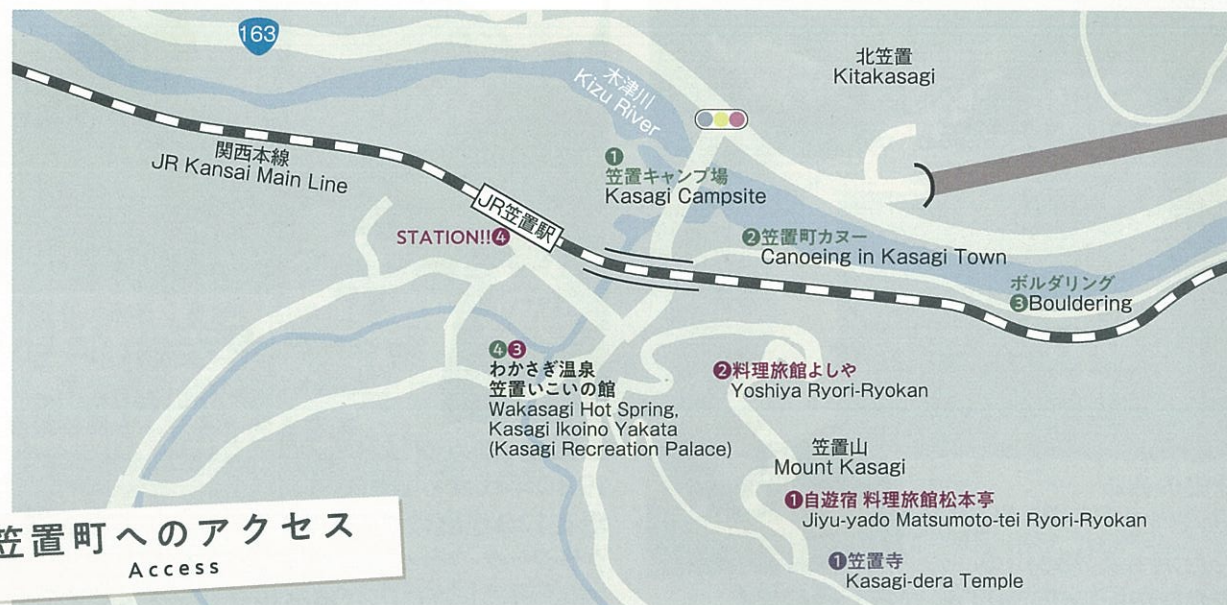 163
北笠置
Kitakasagi
木津川
Kizu River
関西本線
JR Kansai Main Line
❶
笠置キャンプ場
Kasagi Campsite
JR笠置駅
STATION!!❹
❷笠置町カヌー
Canoeing in Kasagi Town
ボルダリング
❸Bouldering
❹❸
わかさぎ温泉
笠置いこいの館
Wakasagi Hot Spring,
Kasagi Ikoino Yakata
(Kasagi Recreation Palace)
❷料理旅館よしや
Yoshiya Ryori-Ryokan
笠置山
Mount Kasagi
❶自遊宿 料理旅館松本亭
Jiyu-yado Matsumoto-tei Ryori-Ryokan
❶笠置寺
Kasagi-dera Temple
笠置町へのアクセス
Access